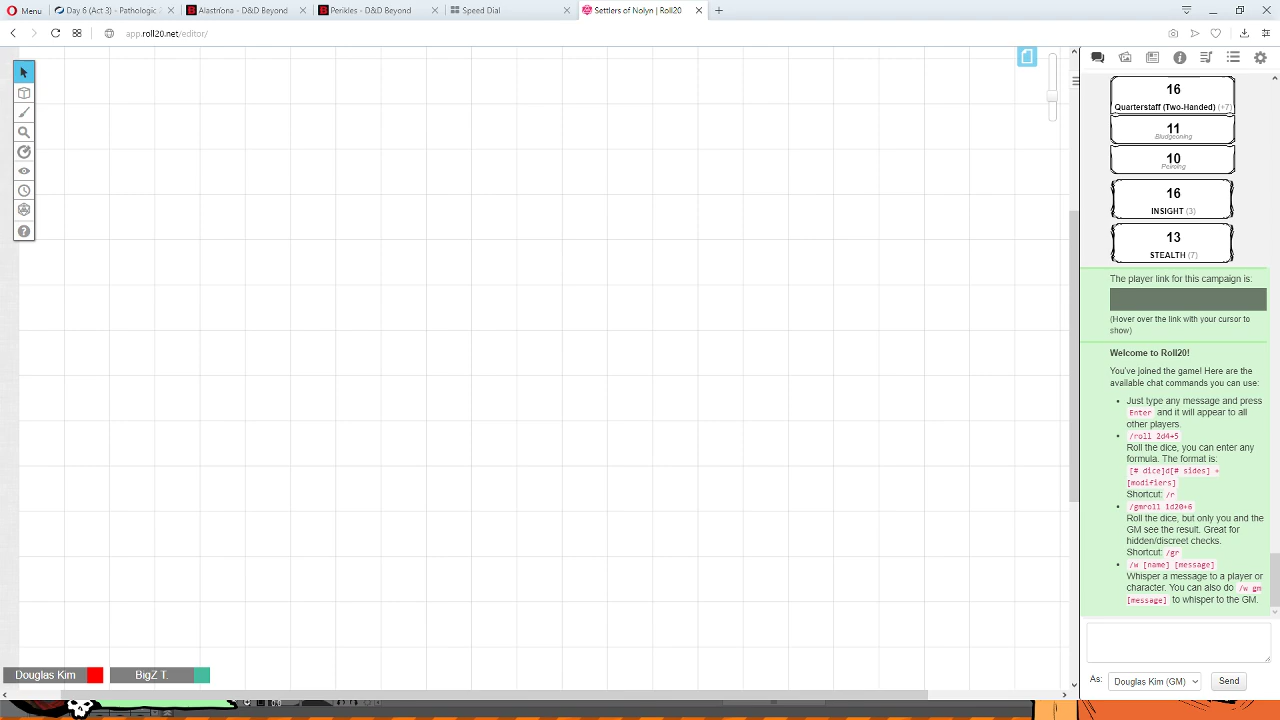 Menu
Day 6 (Act 3) - Pathologic
Alastriona - D&D Beyond
Perikles - D&D Beyond
Speed Dial
Settlers of Nolyn | Roll20
app.roll20.net/editor/
16
Quarterstaff (Two-Handed) (+7)
11
Bludgeoning
10
Peircing
16
INSIGHT (3)
13
STEALTH (7)
The player link for this campaign is:
(Hover over the link with your cursor to
show)
Welcome to Roll20!
You've joined the game! Here are the
available chat commands you can use:
• Just type any message and press
Enter and it will appear to all
other players.
• /roll 2d4+5
Roll the dice, you can enter any
formula. The format is:
[# dice]d[# sides] +
[modifiers]
Shortcut: /r
• /gmroll 1d20+6
Roll the dice, but only you and the
GM see the result. Great for
hidden/discreet checks.
Shortcut: /gr
• /w [name] [message]
Whisper a message to a player or
character. You can also do /w gm
[message] to whisper to the GM.
As: Douglas Kim (GM) Send
Douglas Kim
BigZ T.